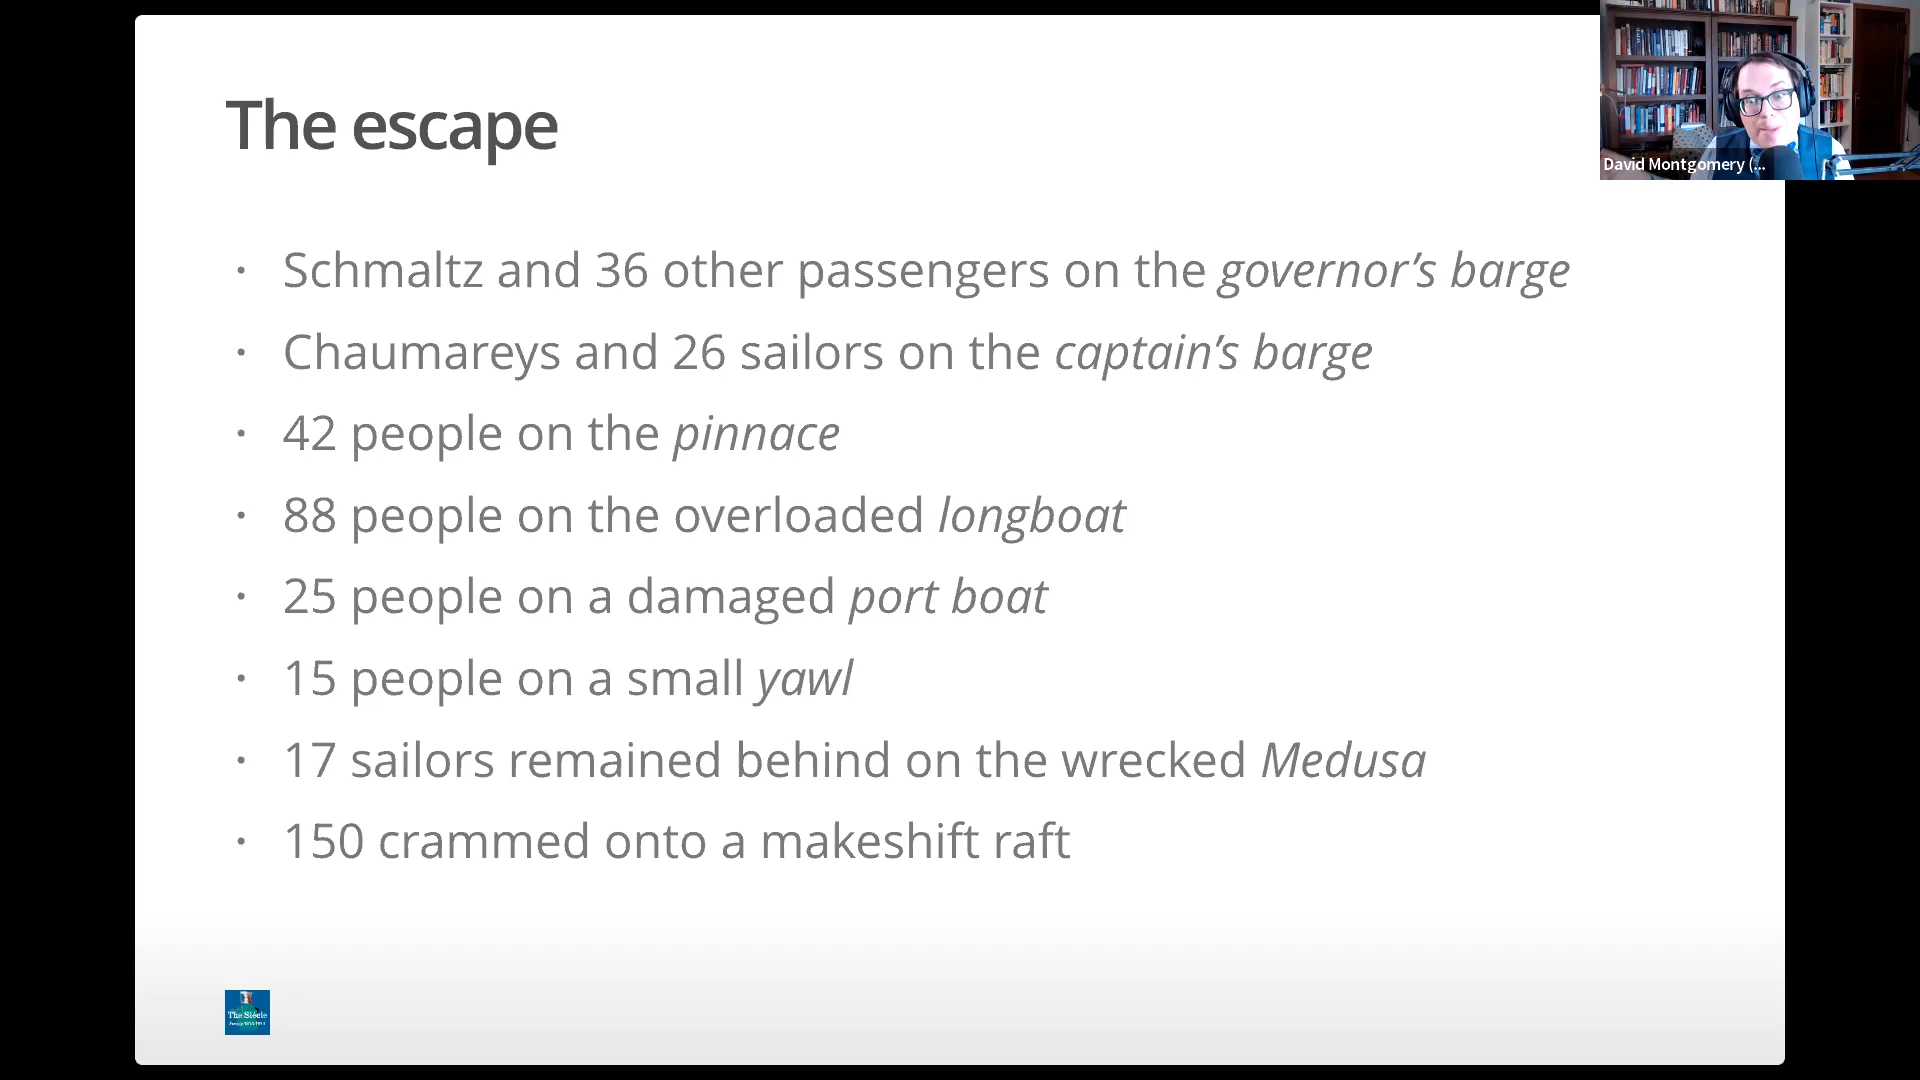 The escape
David Montgomery (...
• Schmaltz and 36 other passengers on the governor’s barge
• Chaumareys and 26 sailors on the captain’s barge
• 42 people on the pinnace
• 88 people on the overloaded longboat
• 25 people on a damaged port boat
• 15 people on a small yawl
• 17 sailors remained behind on the wrecked Medusa
• 150 crammed onto a makeshift raft
The Siècle